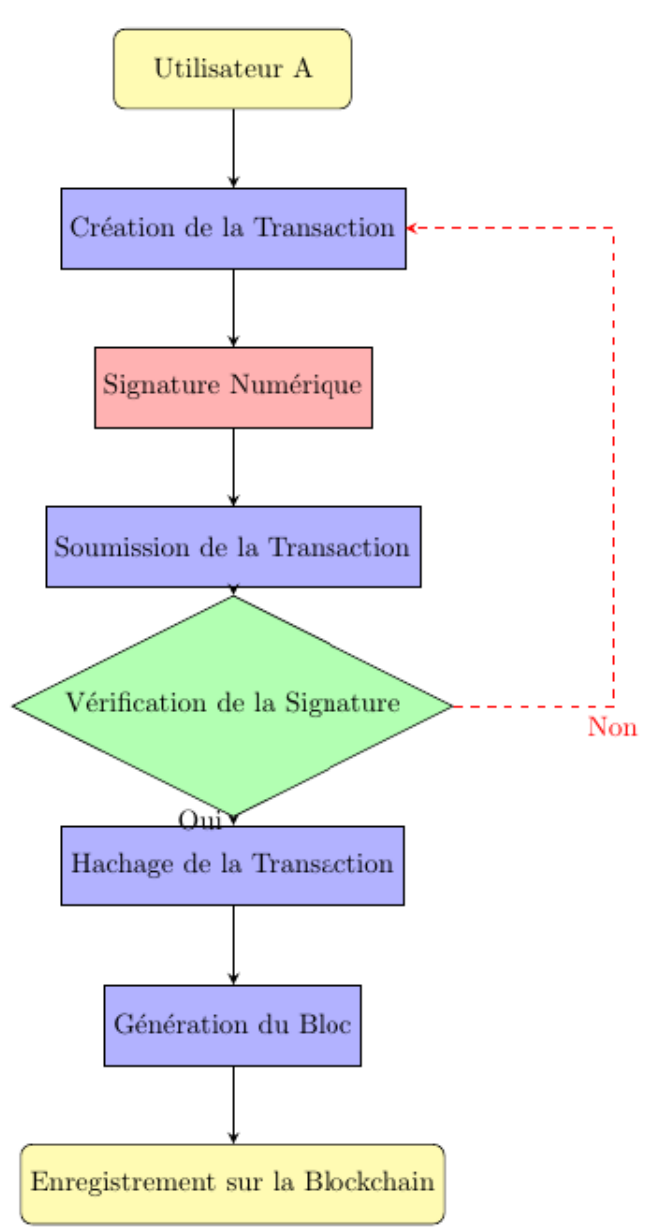 Utilisateur A
Création de la Transaction
Signature Numérique
Soumission de la Transaction
Vérification de la Signature
Non
Oui
Hachage de la Transaction
Génération du Bloc
Enregistrement sur la Blockchain